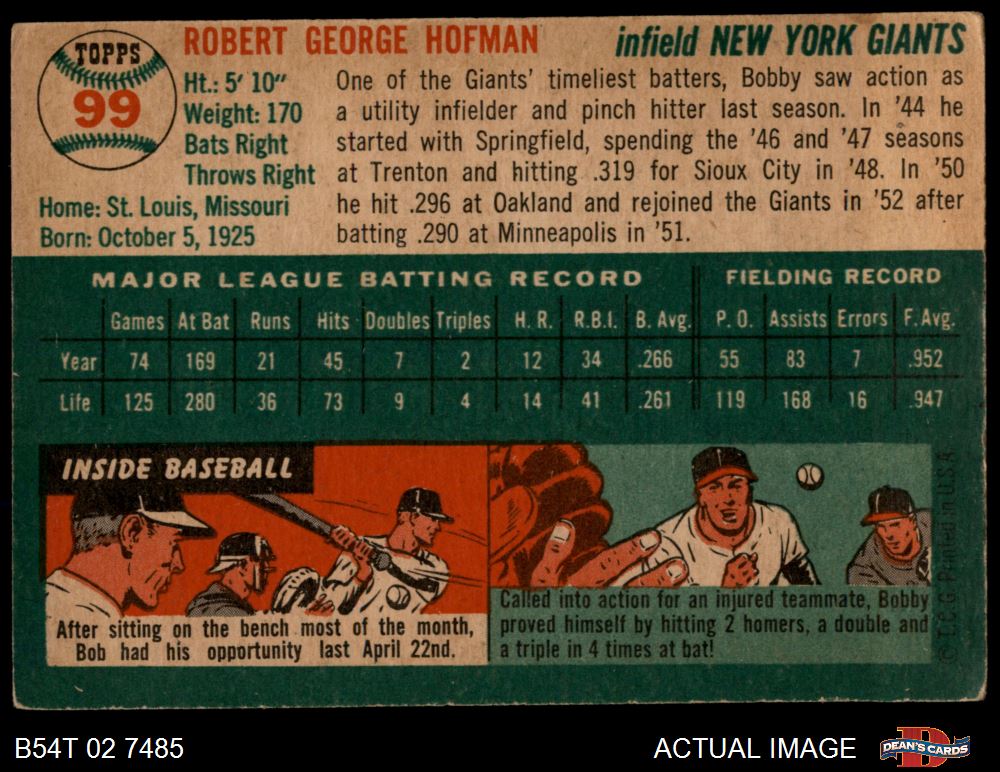 TOPPS
99
ROBERT GEORGE HOFMAN
infield NEW YORK GIANTS
Ht.: 5' 10"
Weight: 170
Bats Right
Throws Right
Home: St. Louis, Missouri
Born: October 5, 1925
One of the Giants' timeliest batters, Bobby saw action as
a utility infielder and pinch hitter last season. In '44 he
started with Springfield, spending the '46 and '47 seasons
at Trenton and hitting .319 for Sioux City in '48. In '50
he hit .296 at Oakland and rejoined the Giants in '52 after
batting .290 at Minneapolis in '51.
MAJOR LEAGUE BATTING RECORD FIELDING RECORD
Games At Bat Runs Hits Doubles Triples H. R. R.B.I. B. Avg. P. O. Assists Errors F. Avg.
Year 74 169 21 45 7 2 12 34 .266 55 83 7 .952
Life 125 280 36 73 9 4 14 41 .261 119 168 16 .947
INSIDE BASEBALL
After sitting on the bench most of the month,
Bob had his opportunity last April 22nd.
Called into action for an injured teammate, Bobby
proved himself by hitting 2 homers, a double and
a triple in 4 times at bat!
© T.C.G. Printed in U.S.A.
B54T 02 7485
ACTUAL IMAGE
DEAN'S CARDS